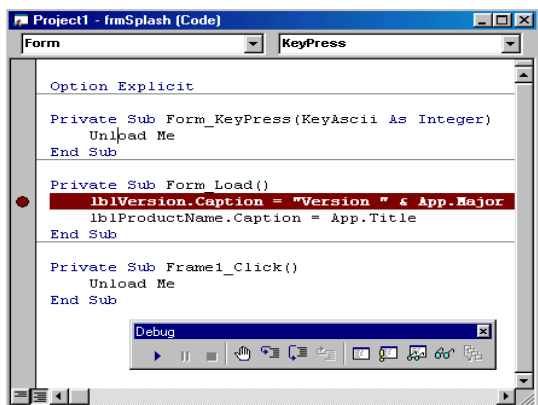 Project1 - frmSplash (Code)
Form KeyPress
Option Explicit
Private Sub Form_KeyPress(KeyAscii As Integer)
Unload Me
End Sub
Private Sub Form_Load()
lblVersion.Caption = "Version " & App.Major
lblProductName.Caption = App.Title
End Sub
Private Sub Frame1_Click()
Unload Me
End Sub
Debug